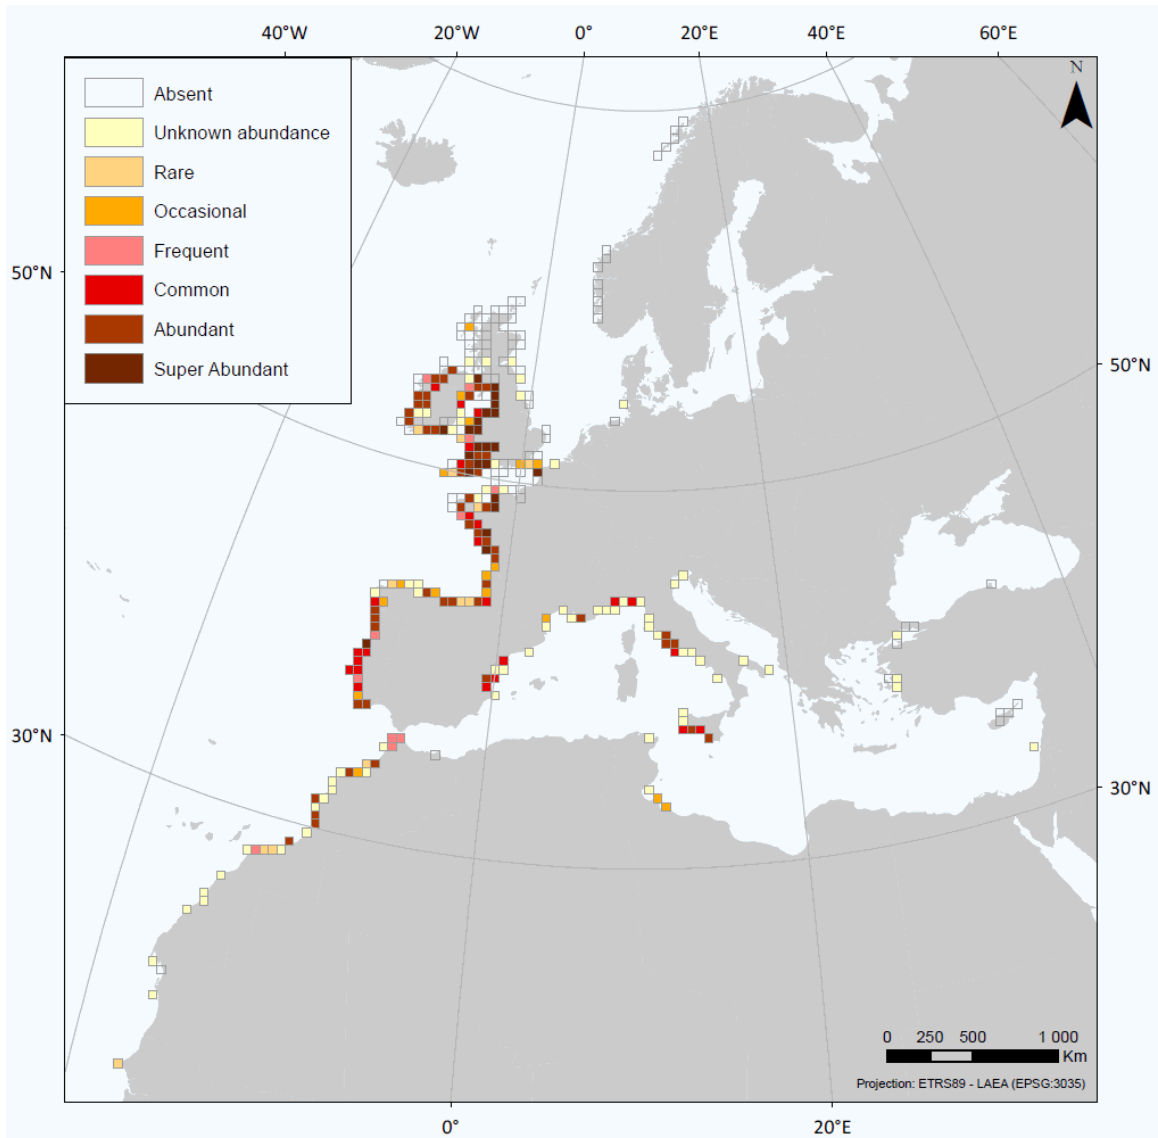 40°W 20°W 0° 20°E 40°E 60°E
N
Absent
Unknown abundance
Rare
Occasional
Frequent
50°N
Common
Abundant
50°N
Super Abundant
30°N
30°N
0 250 500 1 000
Km
Projection: ETRS89 - LAEA (EPSG:3035)
0° 20°E